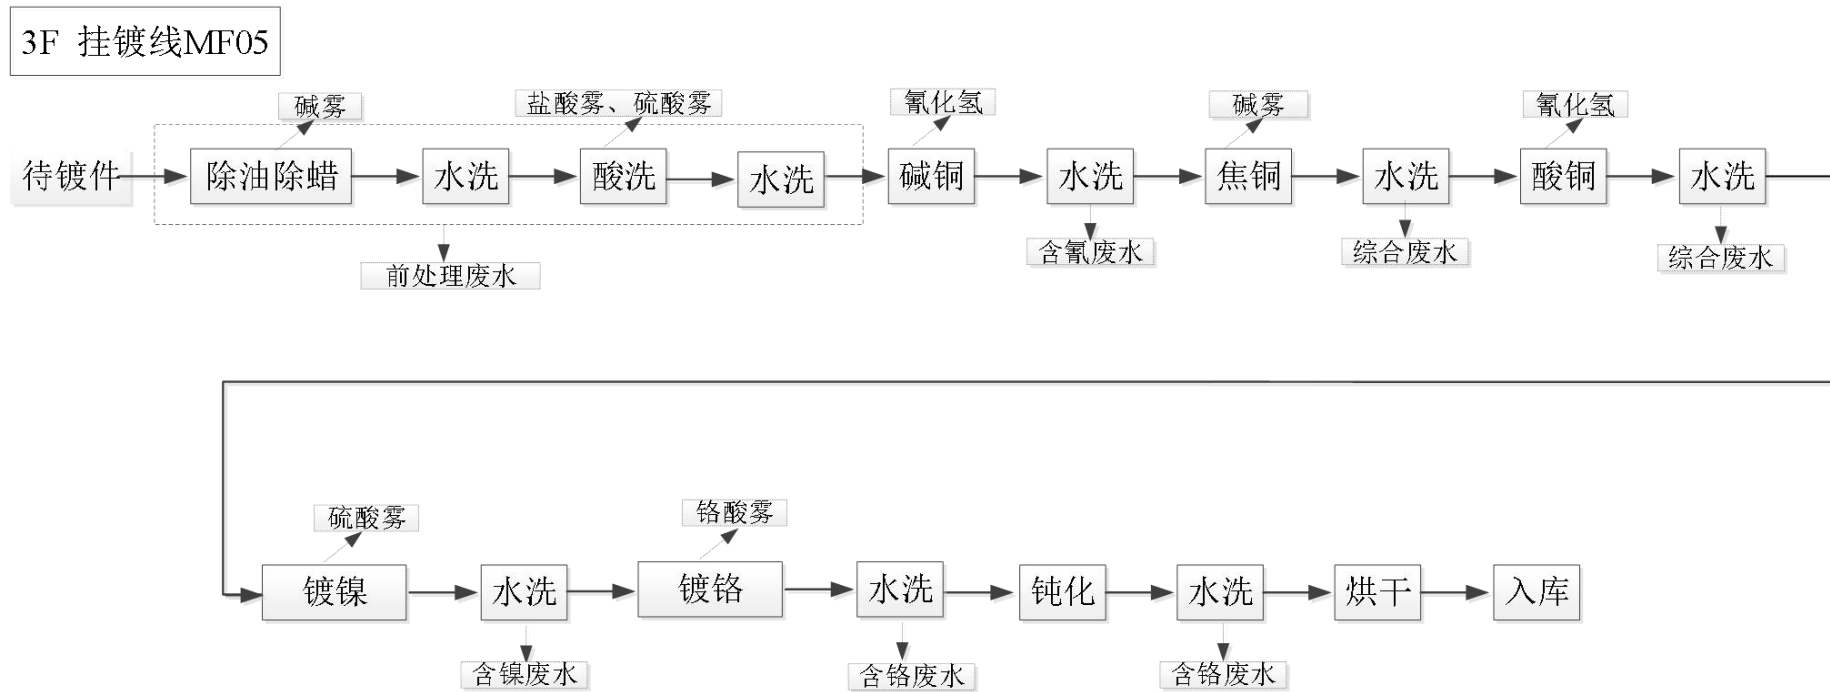 3F 挂镀线MF05
碱雾
盐酸雾、硫酸雾
氰化氢
碱雾
氰化氢
待镀件
除油除蜡
水洗
酸洗
水洗
碱铜
水洗
焦铜
水洗
酸铜
水洗
前处理废水
含氰废水
综合废水
综合废水
硫酸雾
铬酸雾
镀镍
水洗
镀铬
水洗
钝化
水洗
烘干
入库
含镍废水
含铬废水
含铬废水